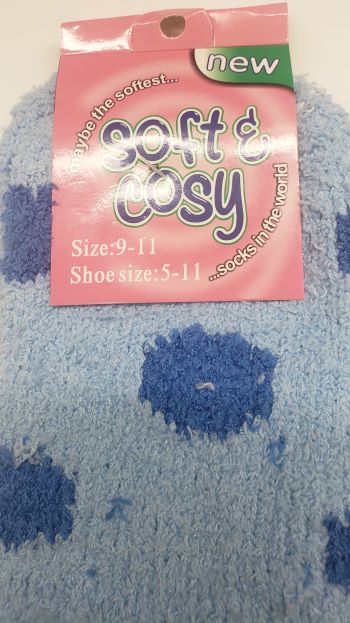 new
maybe the softest...
soft &
cosy
...socks in the world
Size:9-11
Shoe size:5-11